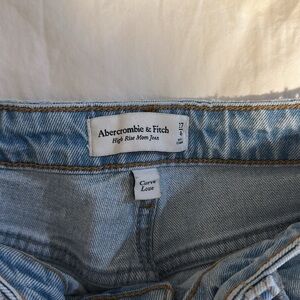 Abercrombie & Fitch
High Rise Mom Jean
Curve
Love